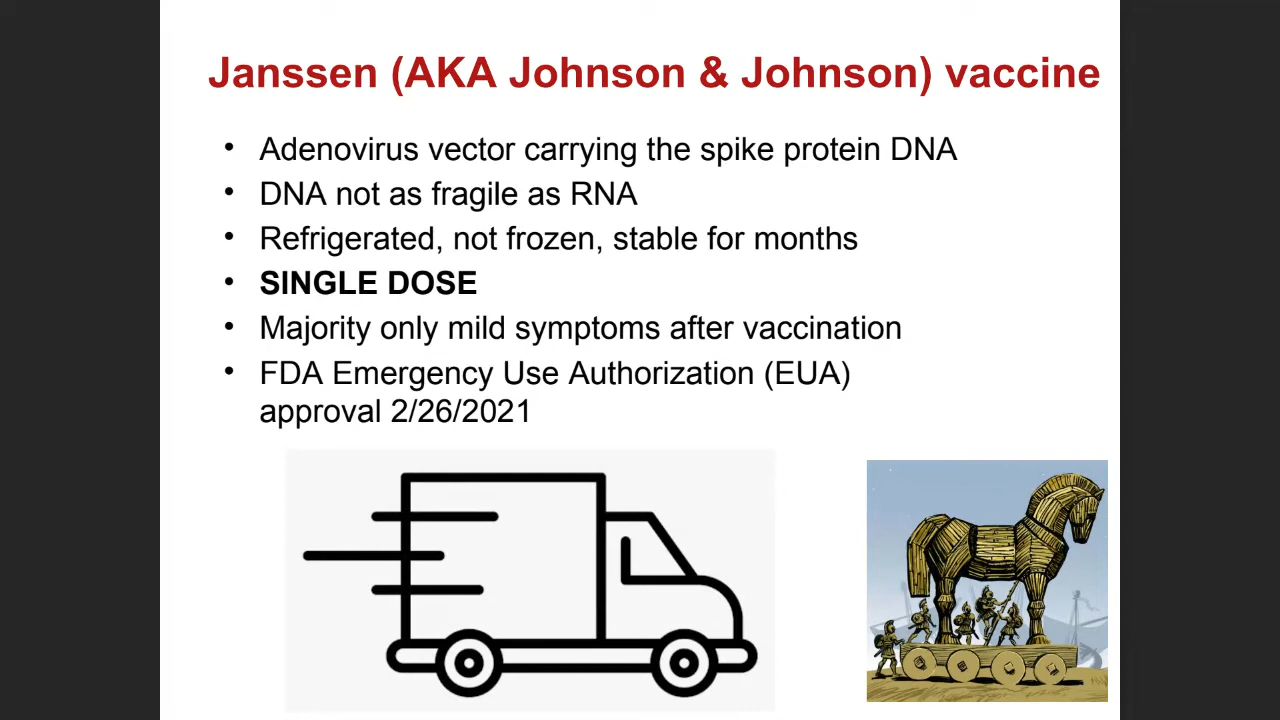 Janssen (AKA Johnson & Johnson) vaccine
• Adenovirus vector carrying the spike protein DNA
• DNA not as fragile as RNA
• Refrigerated, not frozen, stable for months
• SINGLE DOSE
• Majority only mild symptoms after vaccination
• FDA Emergency Use Authorization (EUA)
approval 2/26/2021